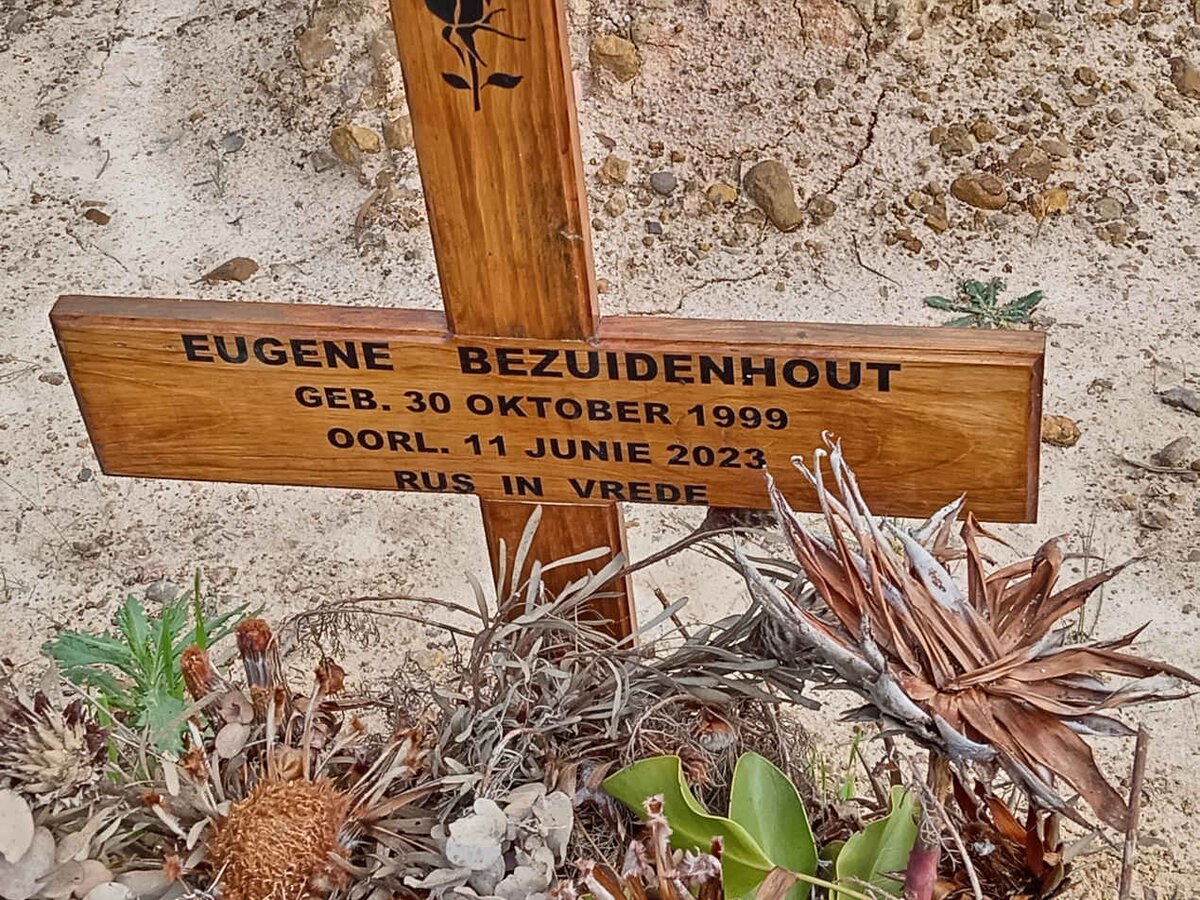 EUGENE BEZUIDENHOUT
GEB. 30 OKTOBER 1999
OORL. 11 JUNIE 2023
RUS IN VREDE